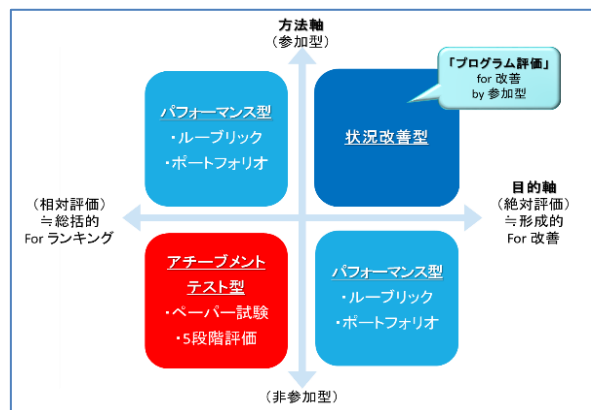 方法軸
(参加型)
「プログラム評価」
for 改善
by 参加型
パフォーマンス型
・ルーブリック
・ポートフォリオ
状況改善型
(相対評価)
≒総括的
For ランキング
目的軸
(絶対評価)
≒形成的
For 改善
アチーブメント
テスト型
・ペーパー試験
・5段階評価
パフォーマンス型
・ルーブリック
・ポートフォリオ
(非参加型)